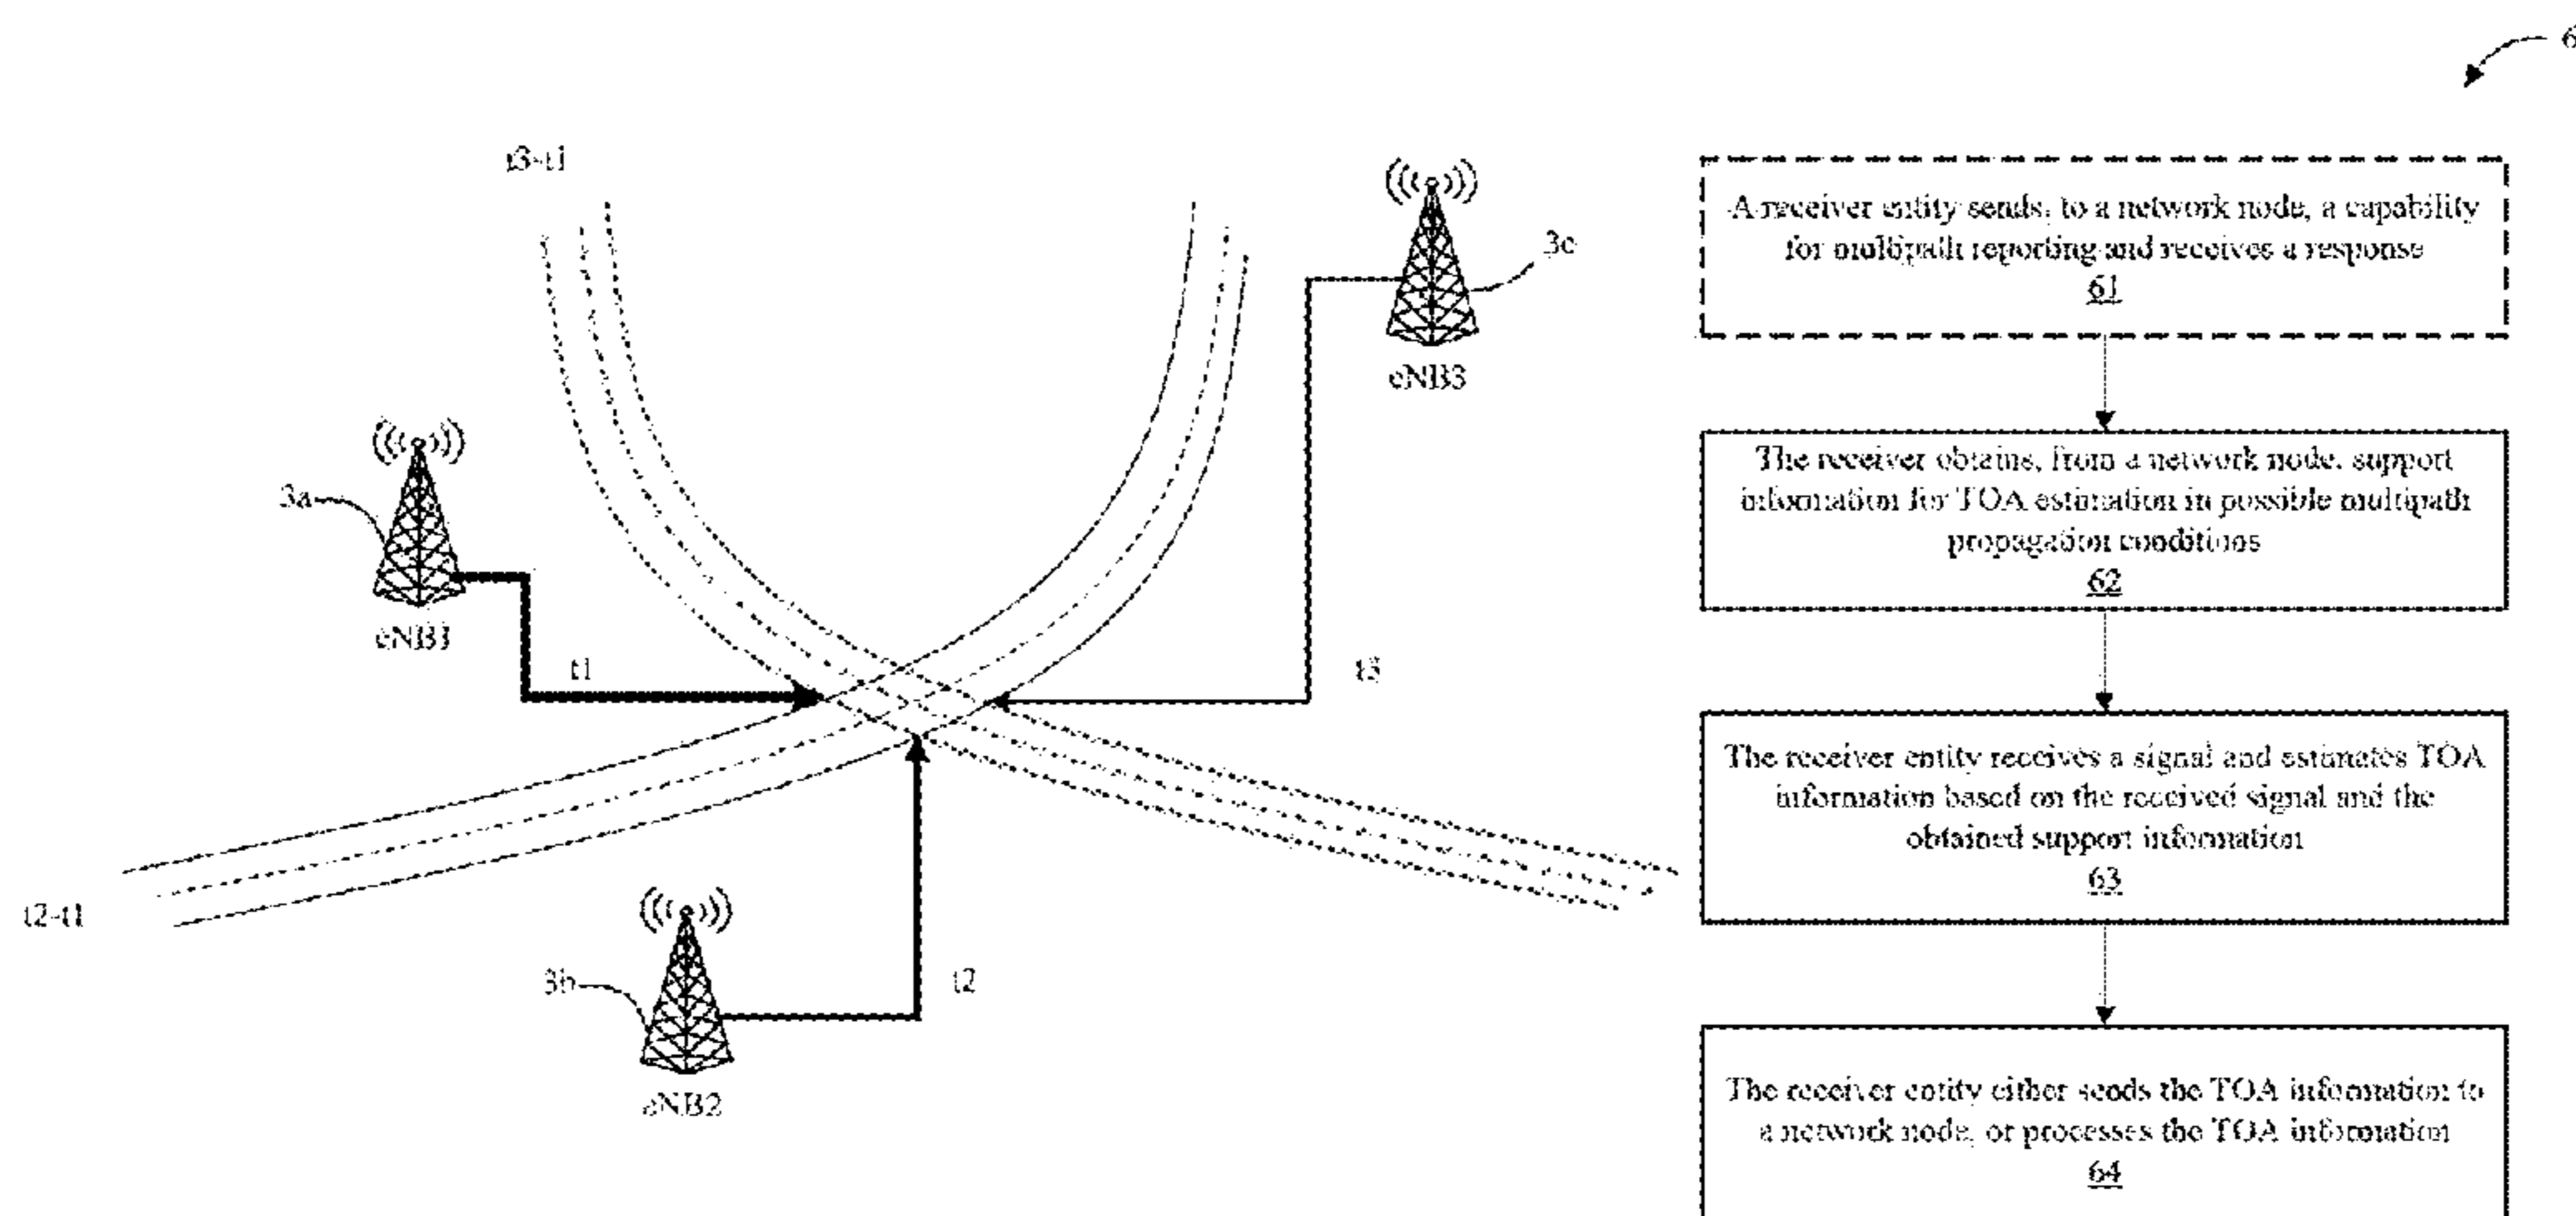 6
t3-t1
3c
eNB3
3a
eNB1
t1
t3
t2-t1
3b
t2
eNB2
A receiver entity sends, to a network node, a capability
for multipath reporting and receives a response
61
The receiver obtains, from a network node, support
information for TOA estimation in possible multipath
propagation conditions
62
The receiver entity receives a signal and estimates TOA
information based on the received signal and the
obtained support information
63
The receiver entity either sends the TOA information to
a network node, or processes the TOA information
64